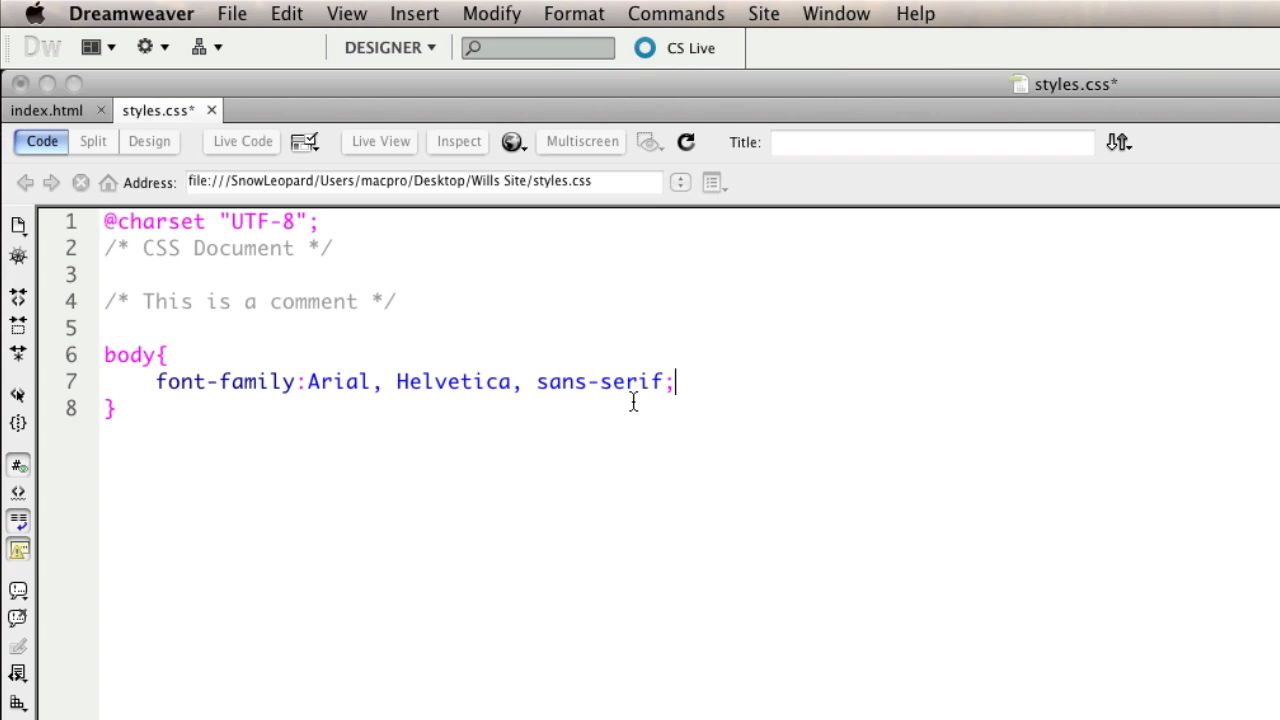 Dreamweaver File Edit View Insert Modify Format Commands Site Window Help
Dw DESIGNER CS Live
styles.css*
index.html × styles.css* ×
Code Split Design Live Code Live View Inspect Multiscreen Title:
Address: file:///SnowLeopard/Users/macpro/Desktop/Wills Site/styles.css
1 @charset "UTF-8";
2 /* CSS Document */
3
4 /* This is a comment */
5
6 body{
7 font-family:Arial, Helvetica, sans-serif;
8 }